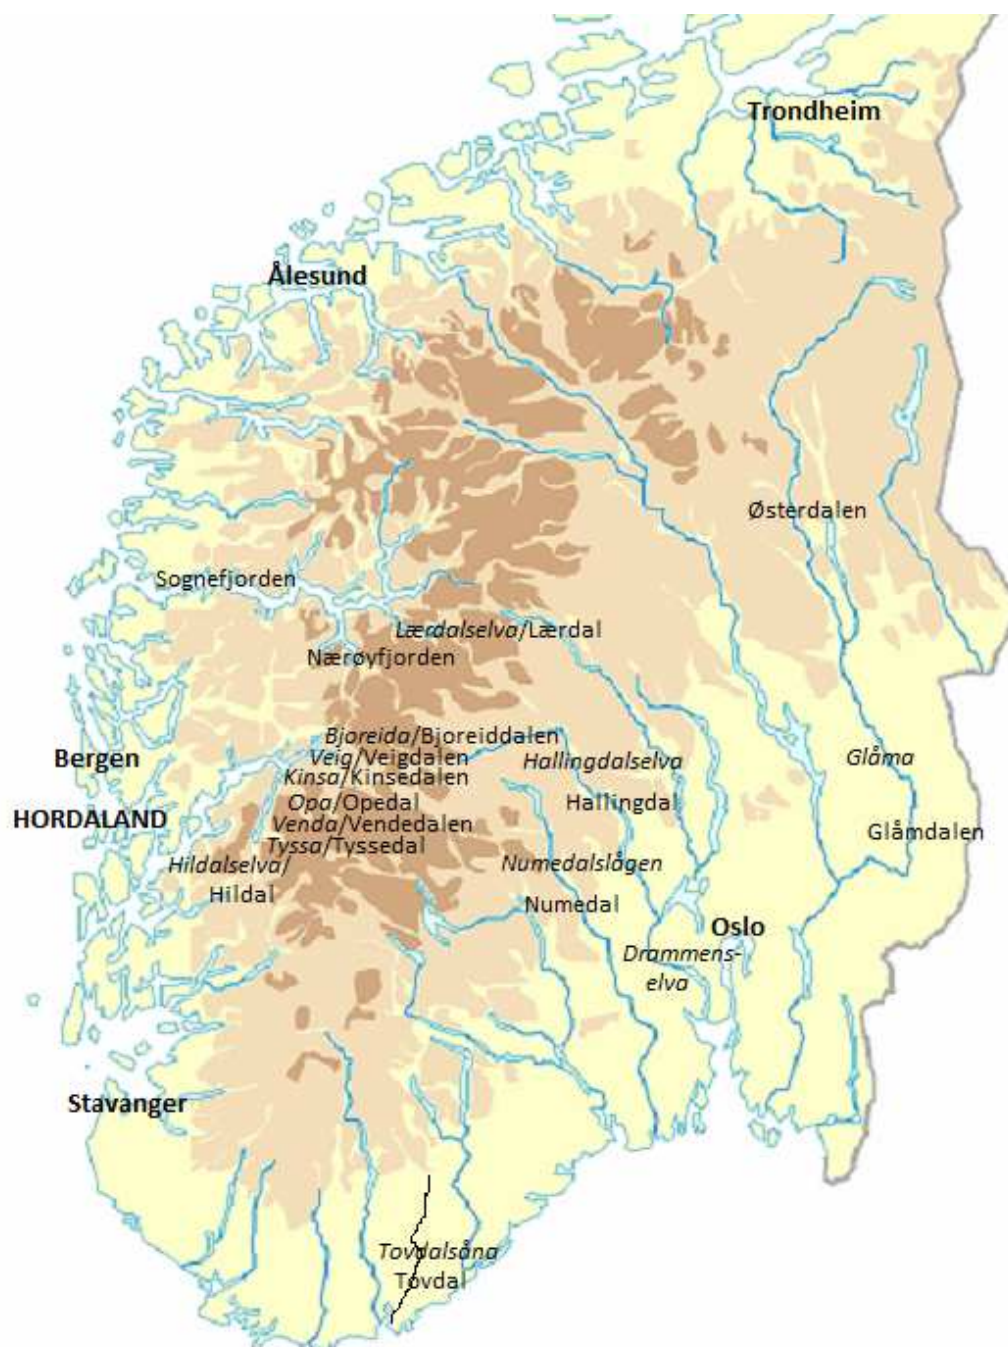 Trondheim
Ålesund
Østerdalen
Sognefjorden
Lærdalselva/Lærdal
Nærøyfjorden
Bjoreida/Bjoreiddalen
Bergen
Veig/Veigdalen
Hallingdalselva
Glåma
Kinsa/Kinsedalen
Opa/Opedal
Hallingdal
HORDALAND
Venda/Vendedalen
Glåmdalen
Tyssa/Tyssedal
Hildalselva/
Hildal
Numedalslågen
Numedal
Oslo
Drammens-
elva
Stavanger
Tovdalsåna
Tovdal